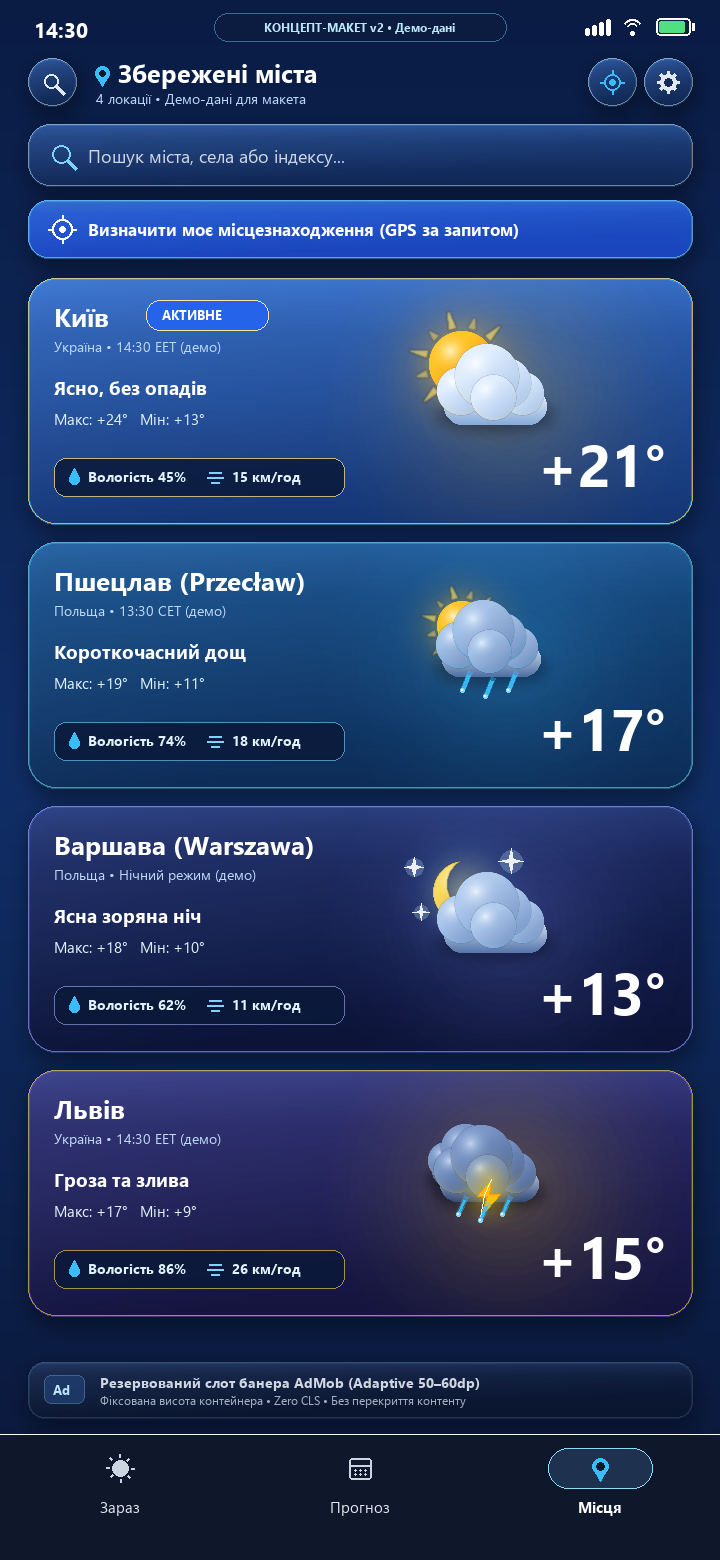 14:30
КОНЦЕПТ-МАКЕТ v2 • Демо-дані
Збережені міста
4 локації • Демо-дані для макета
Пошук міста, села або індексу...
Визначити моє місцезнаходження (GPS за запитом)
Київ
АКТИВНЕ
Україна • 14:30 EET (демо)
Ясно, без опадів
Макс: +24° Мін: +13°
Вологість 45% 15 км/год
+21°
Пшецлав (Przecław)
Польща • 13:30 CET (демо)
Короткочасний дощ
Макс: +19° Мін: +11°
Вологість 74% 18 км/год
+17°
Варшава (Warszawa)
Польща • Нічний режим (демо)
Ясна зоряна ніч
Макс: +18° Мін: +10°
Вологість 62% 11 км/год
+13°
Львів
Україна • 14:30 EET (демо)
Гроза та злива
Макс: +17° Мін: +9°
Вологість 86% 26 км/год
+15°
Ad
Резервований слот банера AdMob (Adaptive 50–60dp)
Фіксована висота контейнера • Zero CLS • Без перекриття контенту
Зараз
Прогноз
Місця